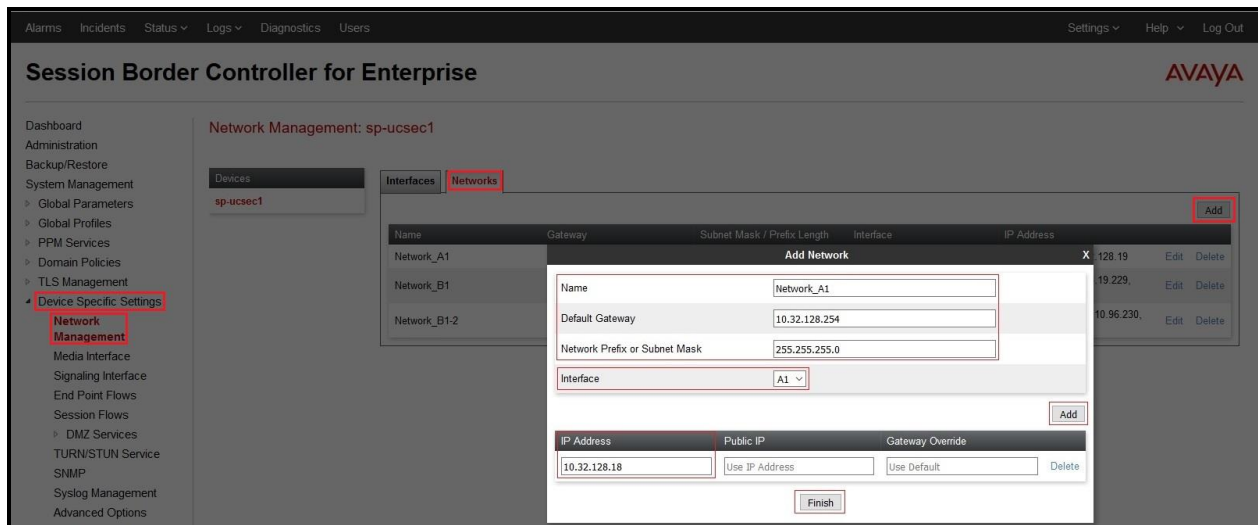 Alarms Incidents Status Logs Diagnostics Users Settings Help Log Out
Session Border Controller for Enterprise
AVAYA
Dashboard
Administration
Backup/Restore
System Management
Global Parameters
Global Profiles
PPM Services
Domain Policies
TLS Management
Device Specific Settings
Network
Management
Media Interface
Signaling Interface
End Point Flows
Session Flows
DMZ Services
TURN/STUN Service
SNMP
Syslog Management
Advanced Options
Network Management: sp-ucsec1
Devices
sp-ucsec1
Interfaces Networks
Add
Name Gateway Subnet Mask / Prefix Length Interface IP Address
Network_A1 .128.19 Edit Delete
Network_B1 .19.229, Edit Delete
Network_B1-2 10.96.230, Edit Delete
Add Network X
Name Network_A1
Default Gateway 10.32.128.254
Network Prefix or Subnet Mask 255.255.255.0
Interface A1
Add
IP Address Public IP Gateway Override
10.32.128.18 Use IP Address Use Default Delete
Finish